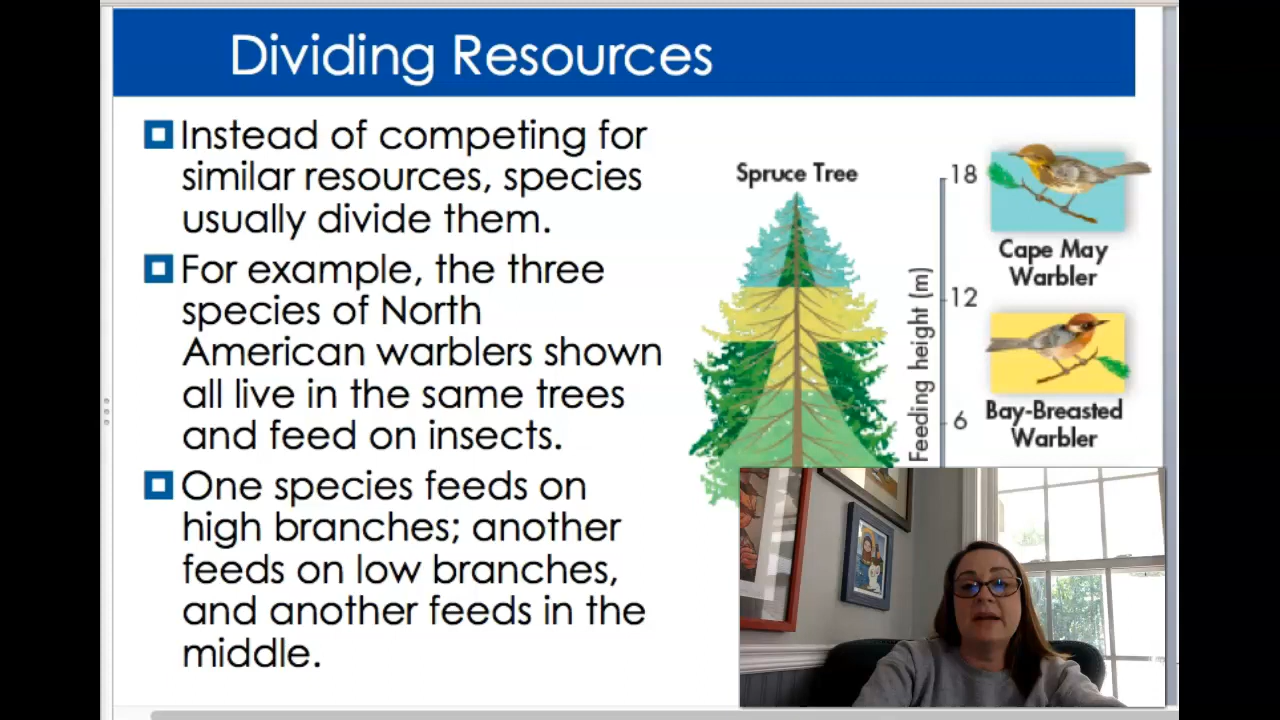 Dividing Resources
Instead of competing for
similar resources, species
usually divide them.
For example, the three
species of North
American warblers shown
all live in the same trees
and feed on insects.
One species feeds on
high branches; another
feeds on low branches,
and another feeds in the
middle.
Spruce Tree
Feeding height (m)
18
12
6
Cape May
Warbler
Bay-Breasted
Warbler